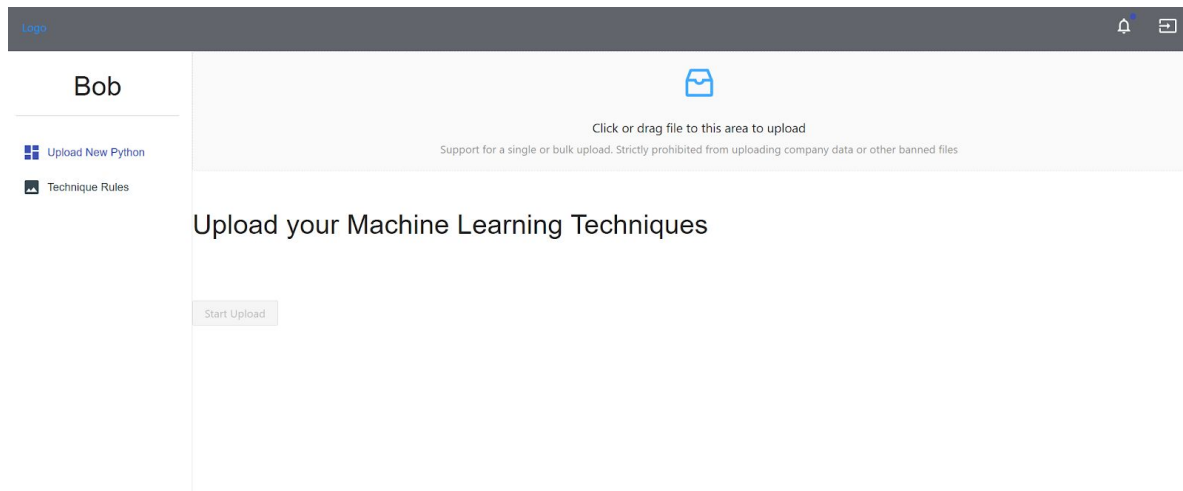 Logo
Bob
Upload New Python
Technique Rules
Click or drag file to this area to upload
Support for a single or bulk upload. Strictly prohibited from uploading company data or other banned files
Upload your Machine Learning Techniques
Start Upload